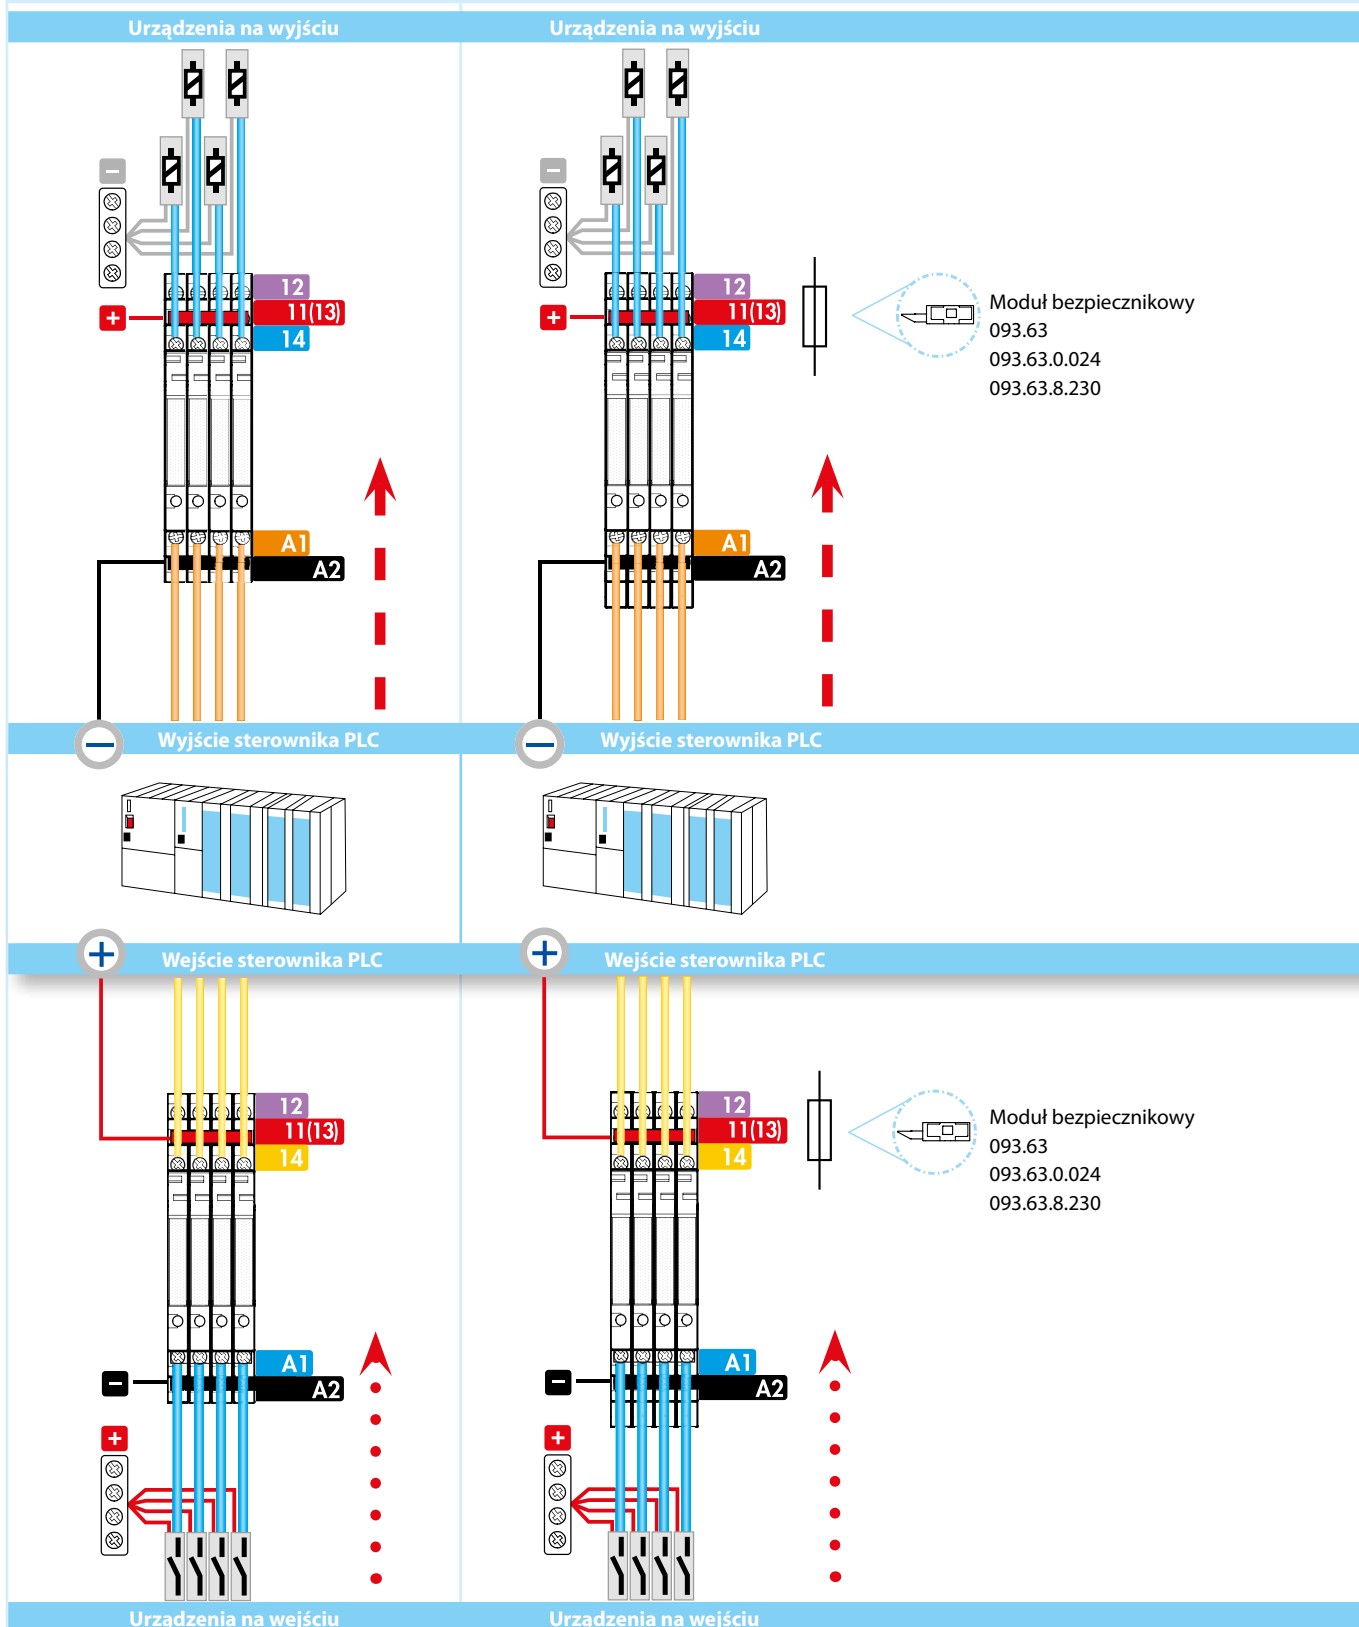 Urządzenia na wyjściu
Urządzenia na wyjściu
−
+
12
11(13)
14
A1
A2
−
+
12
11(13)
14
A1
A2
Moduł bezpiecznikowy
093.63
093.63.0.024
093.63.8.230
− Wyjście sterownika PLC
− Wyjście sterownika PLC
+ Wejście sterownika PLC
+ Wejście sterownika PLC
12
11(13)
14
A1
−
A2
+
12
11(13)
14
A1
−
A2
+
Moduł bezpiecznikowy
093.63
093.63.0.024
093.63.8.230
Urządzenia na wejściu
Urządzenia na wejściu